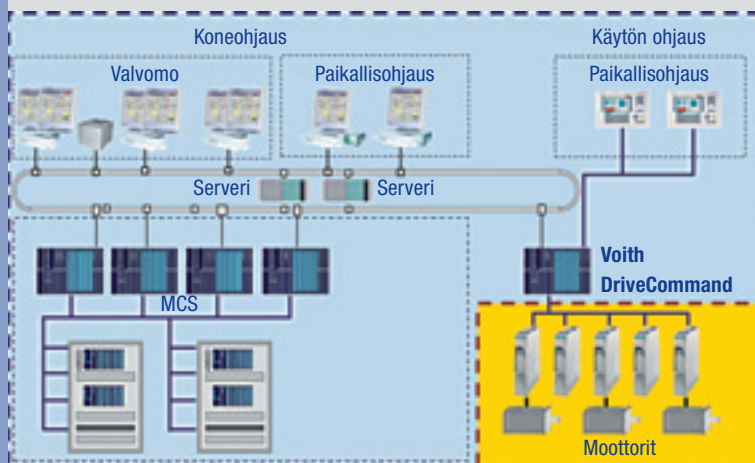 Koneohjaus
Käytön ohjaus
Valvomo
Paikallisohjaus
Paikallisohjaus
Serveri
Serveri
MCS
Voith
DriveCommand
Moottorit